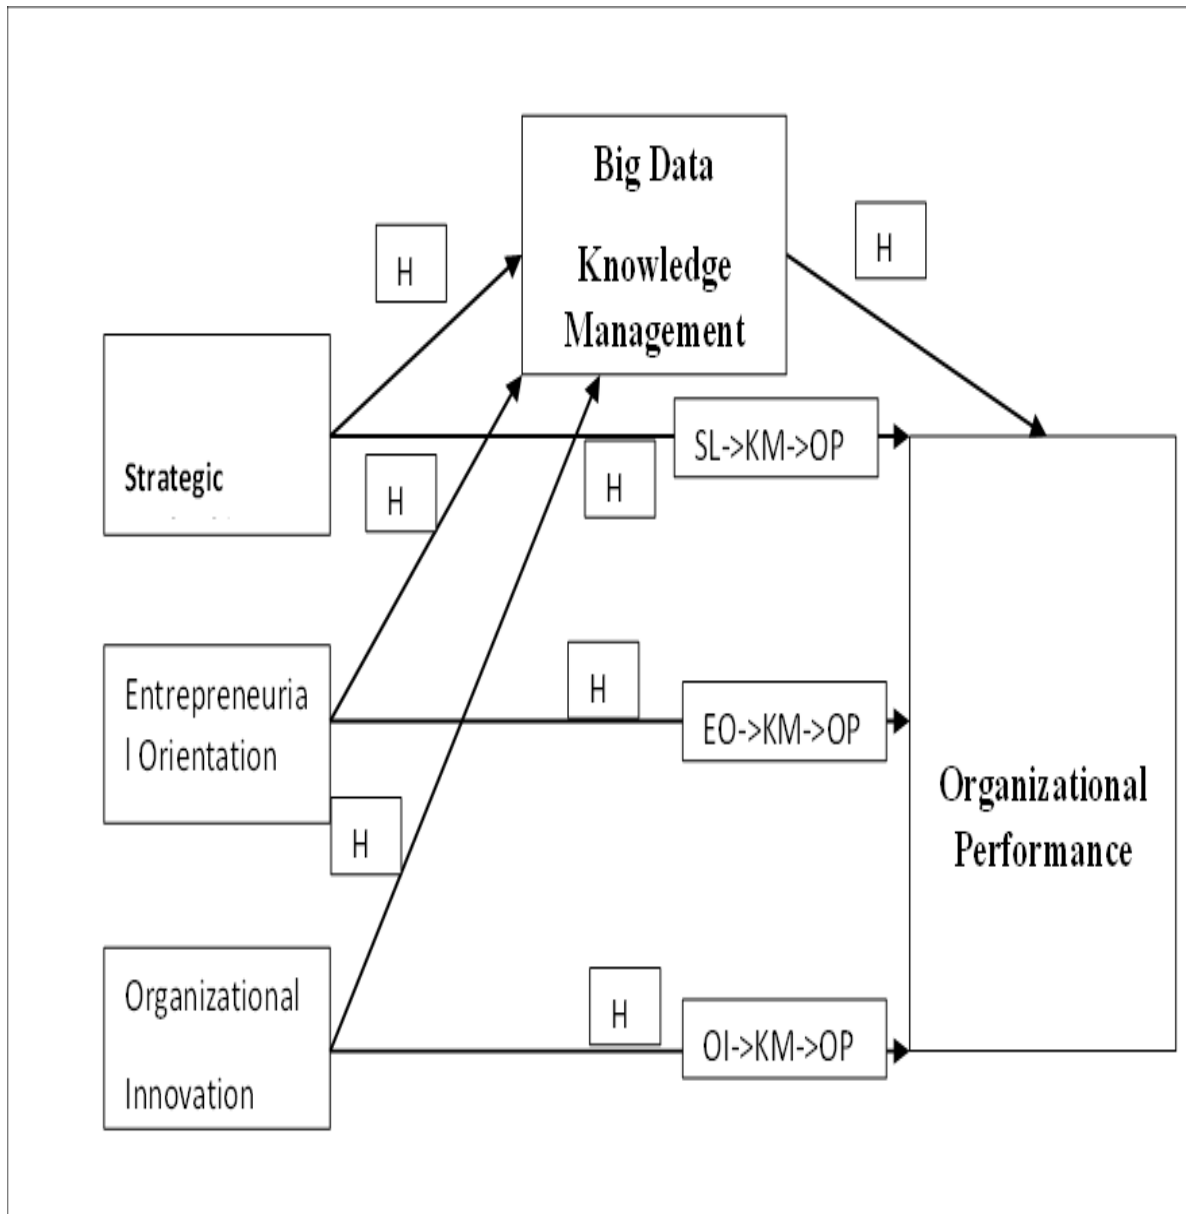 Big Data
Knowledge
Management
H
H
Strategic
H
SL->KM->OP
H
Entrepreneuria
l Orientation
H
EO->KM->OP
Organizational
Performance
H
Organizational
Innovation
H
OI->KM->OP